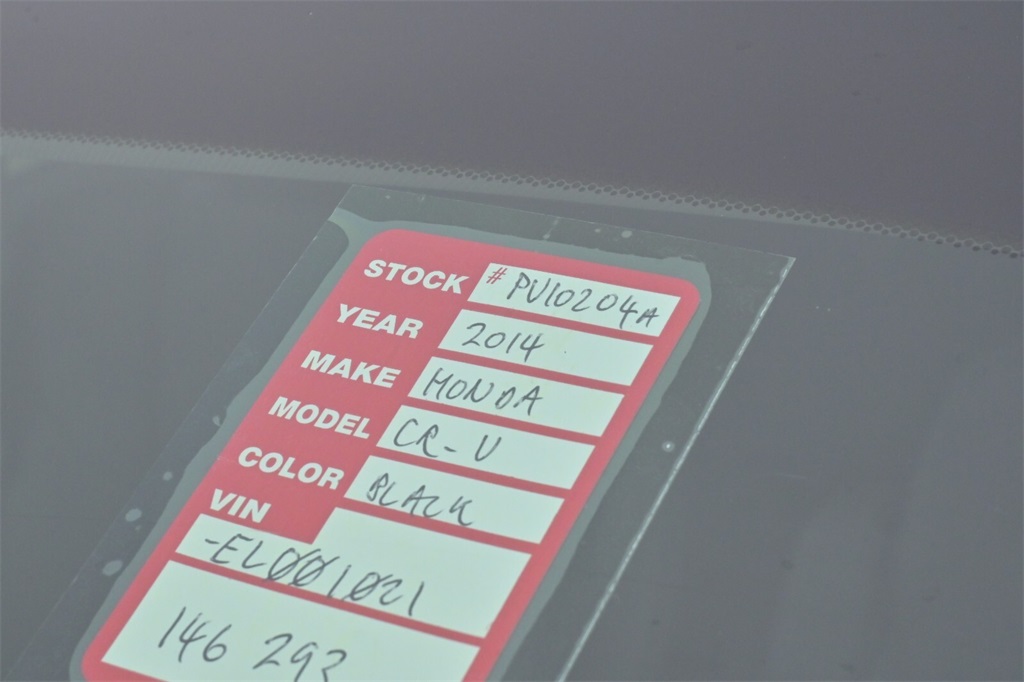 STOCK # PU10204A
YEAR 2014
MAKE HONDA
MODEL CR-V
COLOR BLACK
VIN
-EL001021
146 293